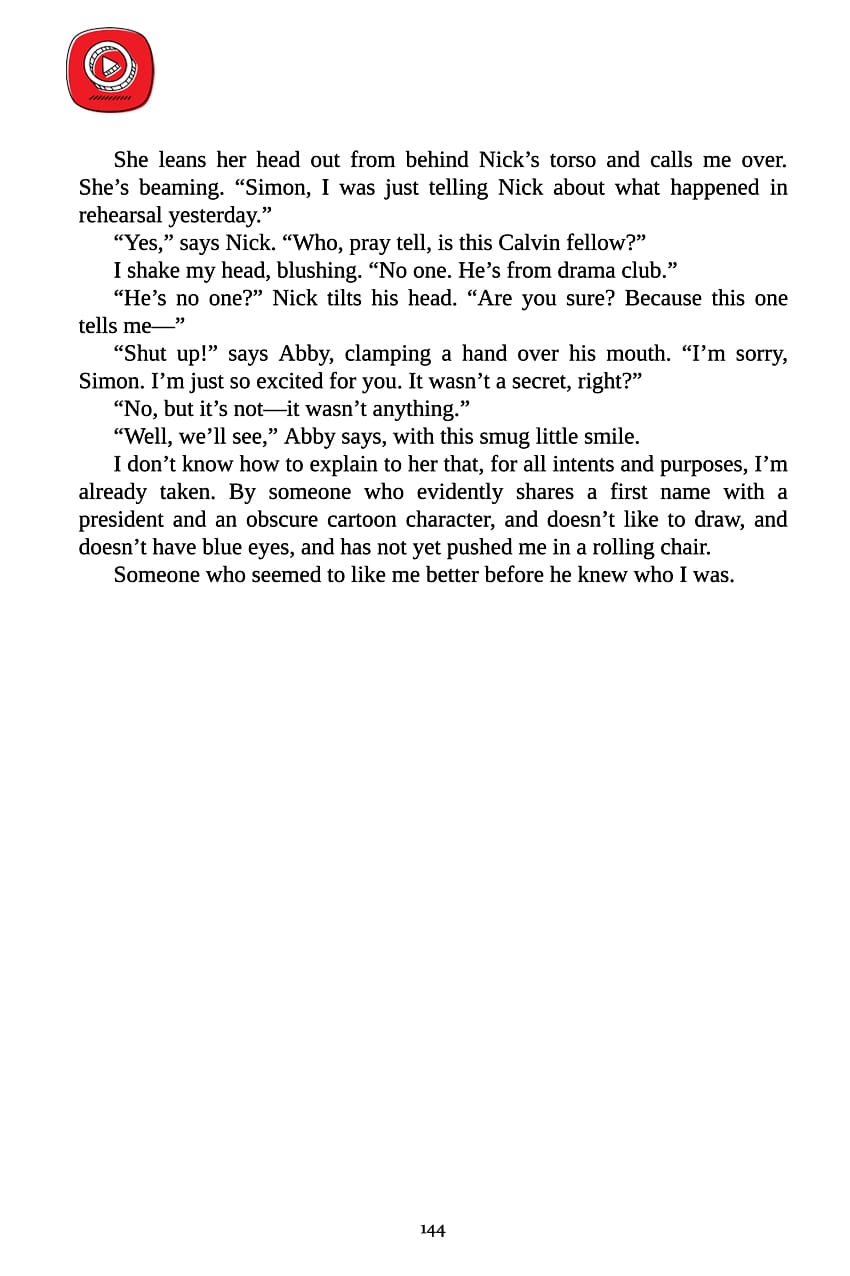 She leans her head out from behind Nick’s torso and calls me over.
She’s beaming. “Simon, I was just telling Nick about what happened in
rehearsal yesterday.”
“Yes,” says Nick. “Who, pray tell, is this Calvin fellow?”
I shake my head, blushing. “No one. He’s from drama club.”
“He’s no one?” Nick tilts his head. “Are you sure? Because this one
tells me—”
“Shut up!” says Abby, clamping a hand over his mouth. “I’m sorry,
Simon. I’m just so excited for you. It wasn’t a secret, right?”
“No, but it’s not—it wasn’t anything.”
“Well, we’ll see,” Abby says, with this smug little smile.
I don’t know how to explain to her that, for all intents and purposes, I’m
already taken. By someone who evidently shares a first name with a
president and an obscure cartoon character, and doesn’t like to draw, and
doesn’t have blue eyes, and has not yet pushed me in a rolling chair.
Someone who seemed to like me better before he knew who I was.
144